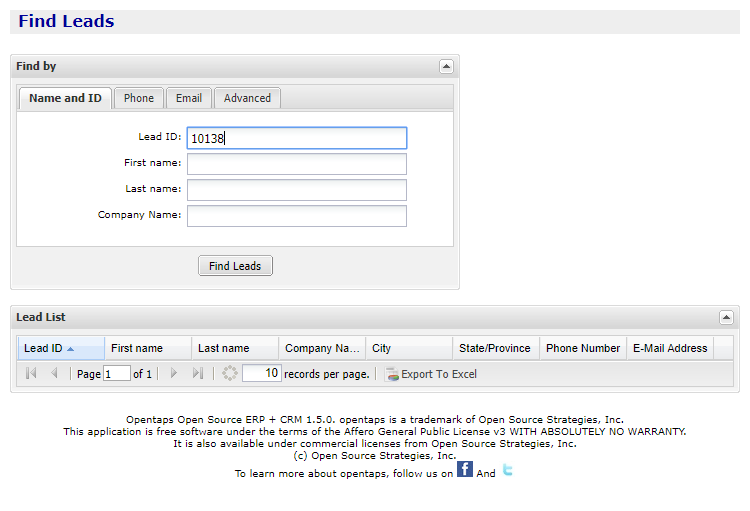 Find Leads
Find by
Name and ID Phone Email Advanced
Lead ID: 10138
First name:
Last name:
Company Name:
Find Leads
Lead List
Lead ID First name Last name Company Na... City State/Province Phone Number E-Mail Address
Page 1 of 1 10 records per page. Export To Excel
Opentaps Open Source ERP + CRM 1.5.0. opentaps is a trademark of Open Source Strategies, Inc.
This application is free software under the terms of the Affero General Public License v3 WITH ABSOLUTELY NO WARRANTY.
It is also available under commercial licenses from Open Source Strategies, Inc.
(c) Open Source Strategies, Inc.
To learn more about opentaps, follow us on f And t